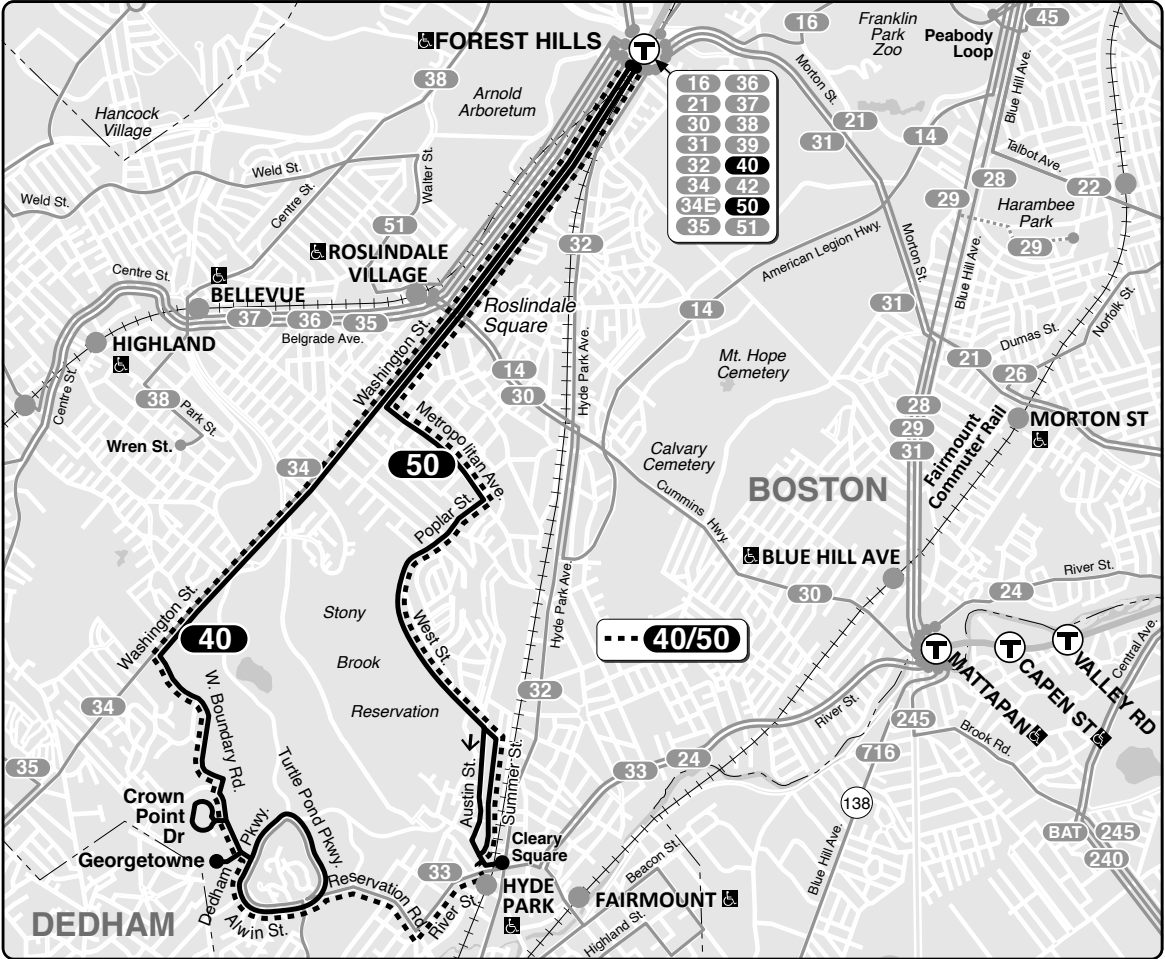 16
Franklin
Park
Zoo
45
Peabody
Loop
FOREST HILLS
T
Blue Hill Ave.
38
Arnold
Arboretum
Morton St.
Hancock
Village
16 36
21 37
30 38
31 39
32 40
34 42
34E 50
35 51
21
31
14
Talbot Ave.
28
22
Weld St.
Weld St.
Centre St.
Walter St.
29
Harambee
Park
29
51
32
American Legion Hwy.
Morton St.
Blue Hill Ave.
ROSLINDALE
VILLAGE
Centre St.
BELLEVUE
37
36
35
Belgrade Ave.
Roslindale
Square
14
31
Norfolk St.
Dumas St.
HIGHLAND
Washington St.
Hyde Park Ave.
Mt. Hope
Cemetery
21
26
14
30
Centre St.
38
Park St.
Wren St.
Metropolitan Ave.
28
29
31
Fairmount
Commuter Rail
MORTON ST
34
50
Calvary
Cemetery
Cummins Hwy.
BOSTON
Poplar St.
BLUE HILL AVE
River St.
Hyde Park Ave.
30
24
Washington St.
Stony
Brook
Reservation
West St.
40
40/50
T
T
T
MATTAPAN
CAPEN ST
VALLEY RD
Central Ave.
34
W. Boundary Rd.
32
River St.
245
Brook Rd.
35
Turtle Pond Pkwy.
Austin St.
Summer St.
33
24
716
138
Crown
Point
Dr
Georgetowne
Dedham Pkwy.
Cleary
Square
BAT 245
240
Blue Hill Ave.
33
Reservation Rd.
River St.
HYDE
PARK
FAIRMOUNT
Beacon St.
Highland St.
Alwin St.
DEDHAM